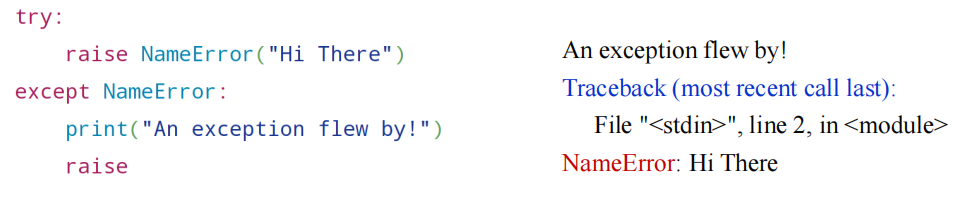 try:
    raise NameError("Hi There")
except NameError:
    print("An exception flew by!")
    raise
An exception flew by!
Traceback (most recent call last):
    File "<stdin>", line 2, in <module>
NameError: Hi There